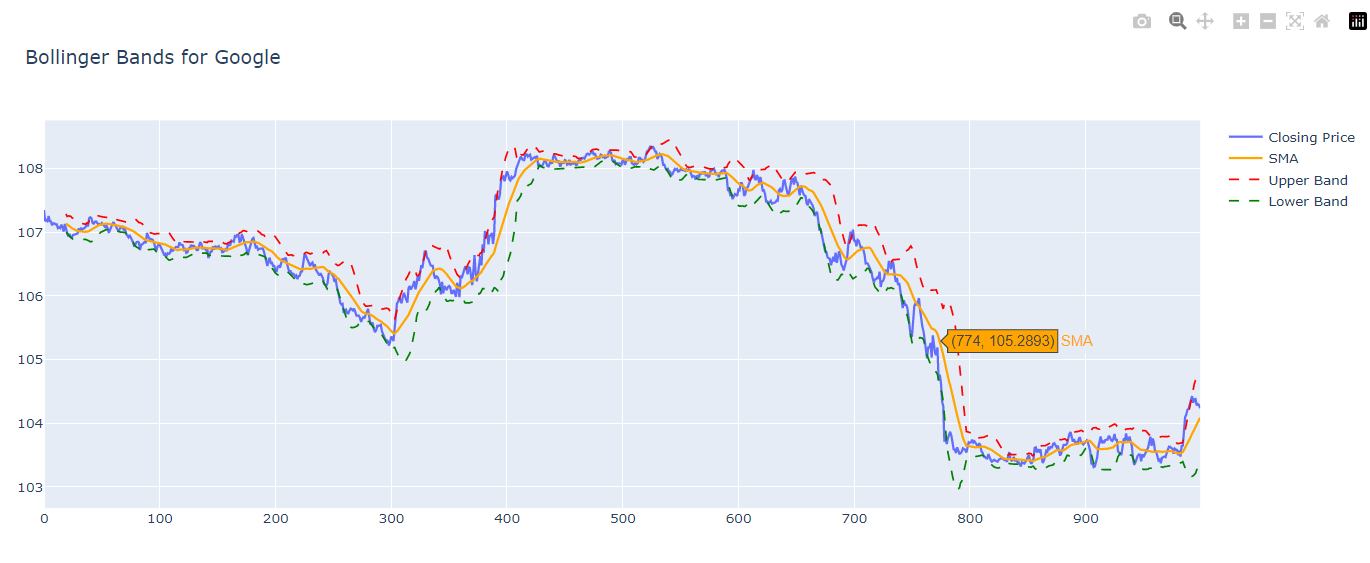 Bollinger Bands for Google
Closing Price
SMA
Upper Band
Lower Band
108
107
106
105
104
103
(774, 105.2893) SMA
0 100 200 300 400 500 600 700 800 900